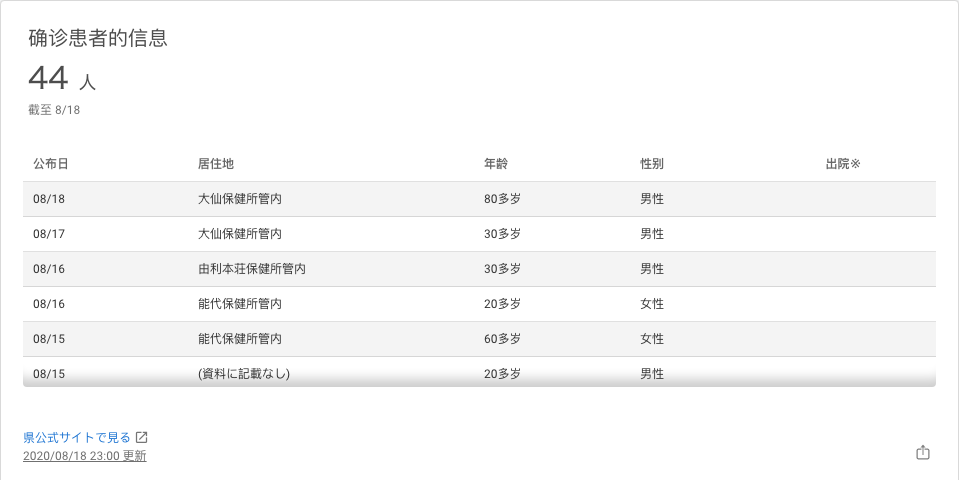 确诊患者的信息
44 人
截至 8/18
公布日 居住地 年龄 性别 出院※
08/18 大仙保健所管内 80多岁 男性
08/17 大仙保健所管内 30多岁 男性
08/16 由利本荘保健所管内 30多岁 男性
08/16 能代保健所管内 20多岁 女性
08/15 能代保健所管内 60多岁 女性
08/15 (資料に記載なし) 20多岁 男性
県公式サイトで見る
2020/08/18 23:00 更新